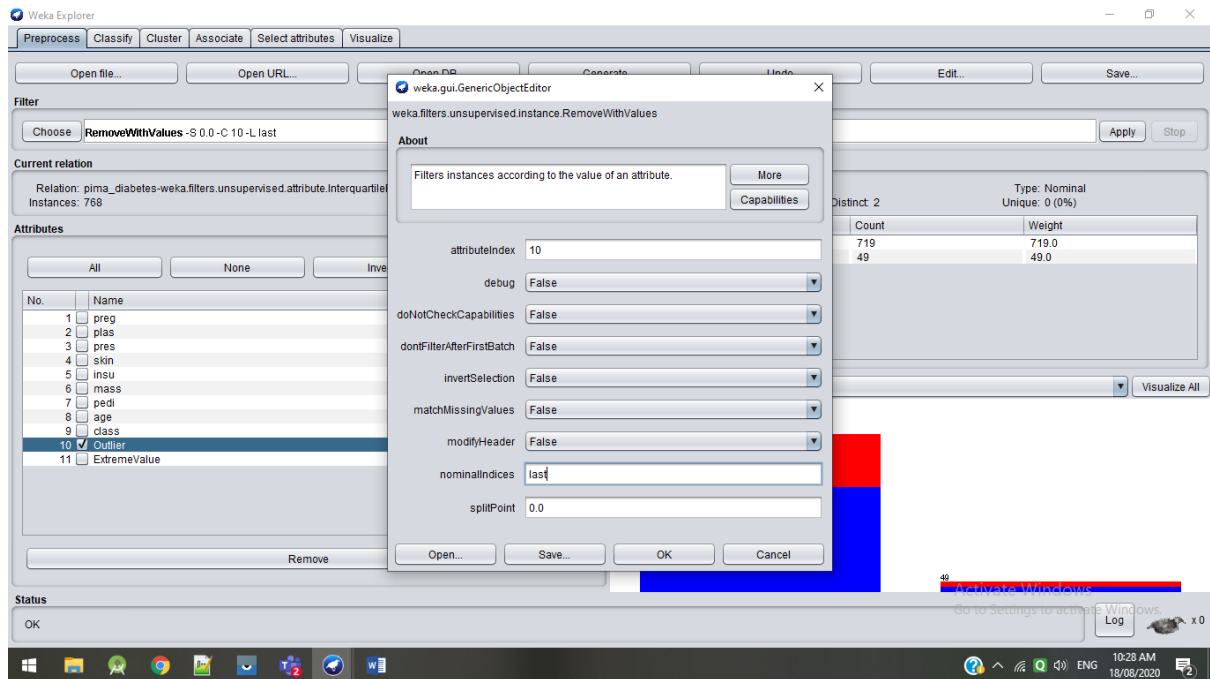 Weka Explorer
Preprocess Classify Cluster Associate Select attributes Visualize
Open file... Open URL... Open DB Generate Undo Edit... Save...
Filter
Choose RemoveWithValues -S 0.0 -C 10 -L last Apply Stop
Current relation
Relation: pima_diabetes-weka.filters.unsupervised.attribute.Interquartile
Instances: 768
Attributes
All None Inve
No. Name
1 preg
2 plas
3 pres
4 skin
5 insu
6 mass
7 pedi
8 age
9 class
10 Outlier
11 ExtremeValue
Remove
weka.gui.GenericObjectEditor
weka.filters.unsupervised.instance.RemoveWithValues
About
Filters instances according to the value of an attribute. More
Capabilities
attributeIndex 10
debug False
doNotCheckCapabilities False
dontFilterAfterFirstBatch False
invertSelection False
matchMissingValues False
modifyHeader False
nominalIndices last
splitPoint 0.0
Open... Save... OK Cancel
Type: Nominal
Distinct: 2 Unique: 0 (0%)
Count Weight
719 719.0
49 49.0
Visualize All
49
Activate Windows
Go to Settings to activate Windows.
Status
OK
Log x 0
ENG
10:28 AM
18/08/2020